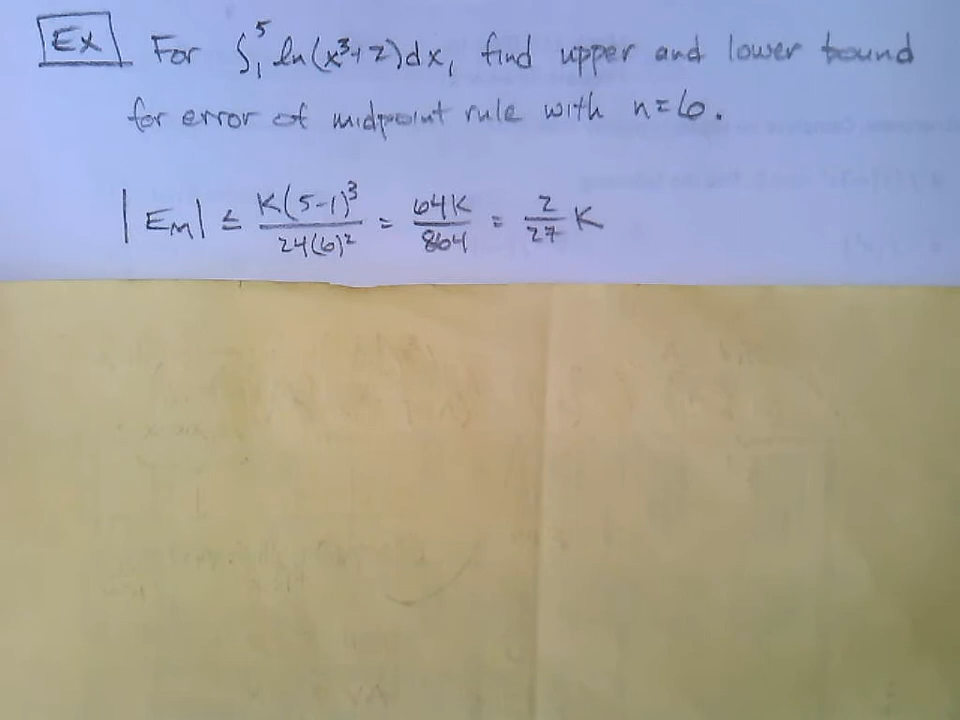 Ex For ∫₁⁵ ln(x³+2)dx, find upper and lower bound
for error of midpoint rule with n=6.
|E_M| ≤ K(5-1)³/24(6)² = 64K/864 = 2/27 K